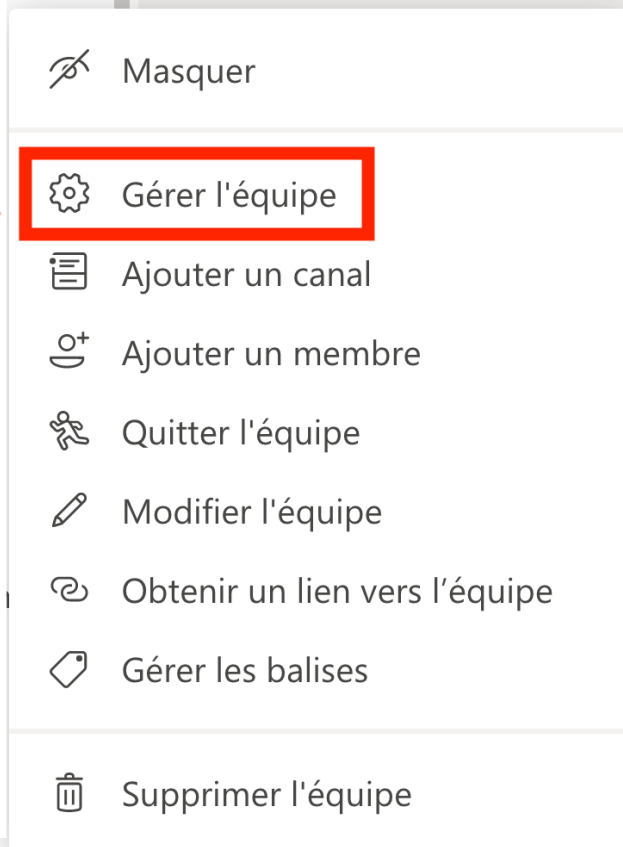 Masquer
Gérer l'équipe
Ajouter un canal
Ajouter un membre
Quitter l'équipe
Modifier l'équipe
Obtenir un lien vers l’équipe
Gérer les balises
Supprimer l'équipe